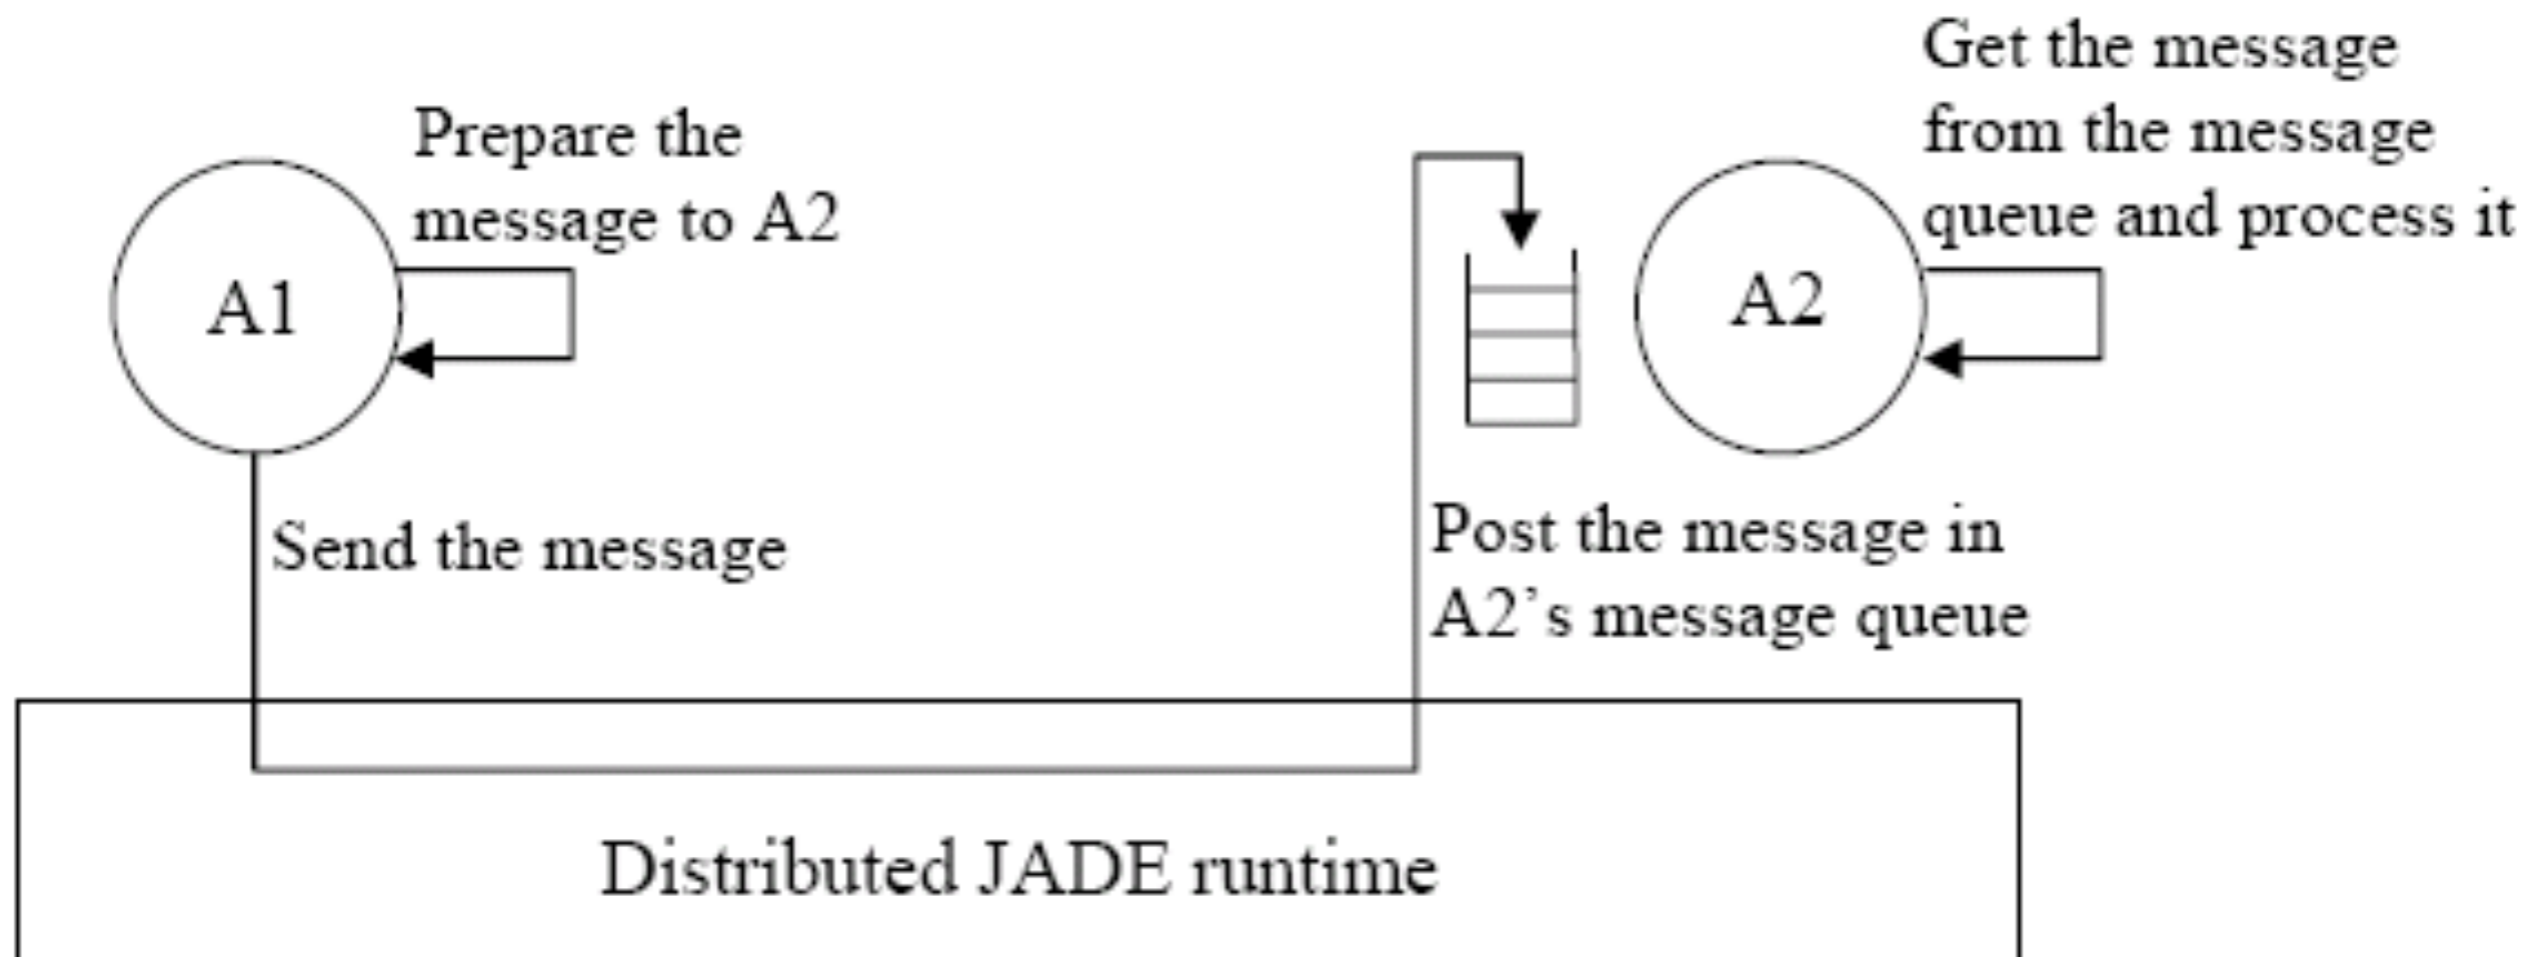 Prepare the
message to A2
A1
Send the message
Get the message
from the message
queue and process it
A2
Post the message in
A2’s message queue
Distributed JADE runtime